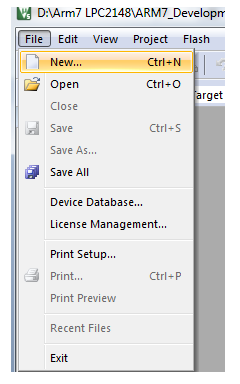 D:\Arm7 LPC2148\ARM7_Developm
File Edit View Project Flash
New... Ctrl+N
Open Ctrl+O
Target
Close
Save Ctrl+S
Save As...
Save All
Device Database...
License Management...
Print Setup...
Print... Ctrl+P
Print Preview
Recent Files
Exit